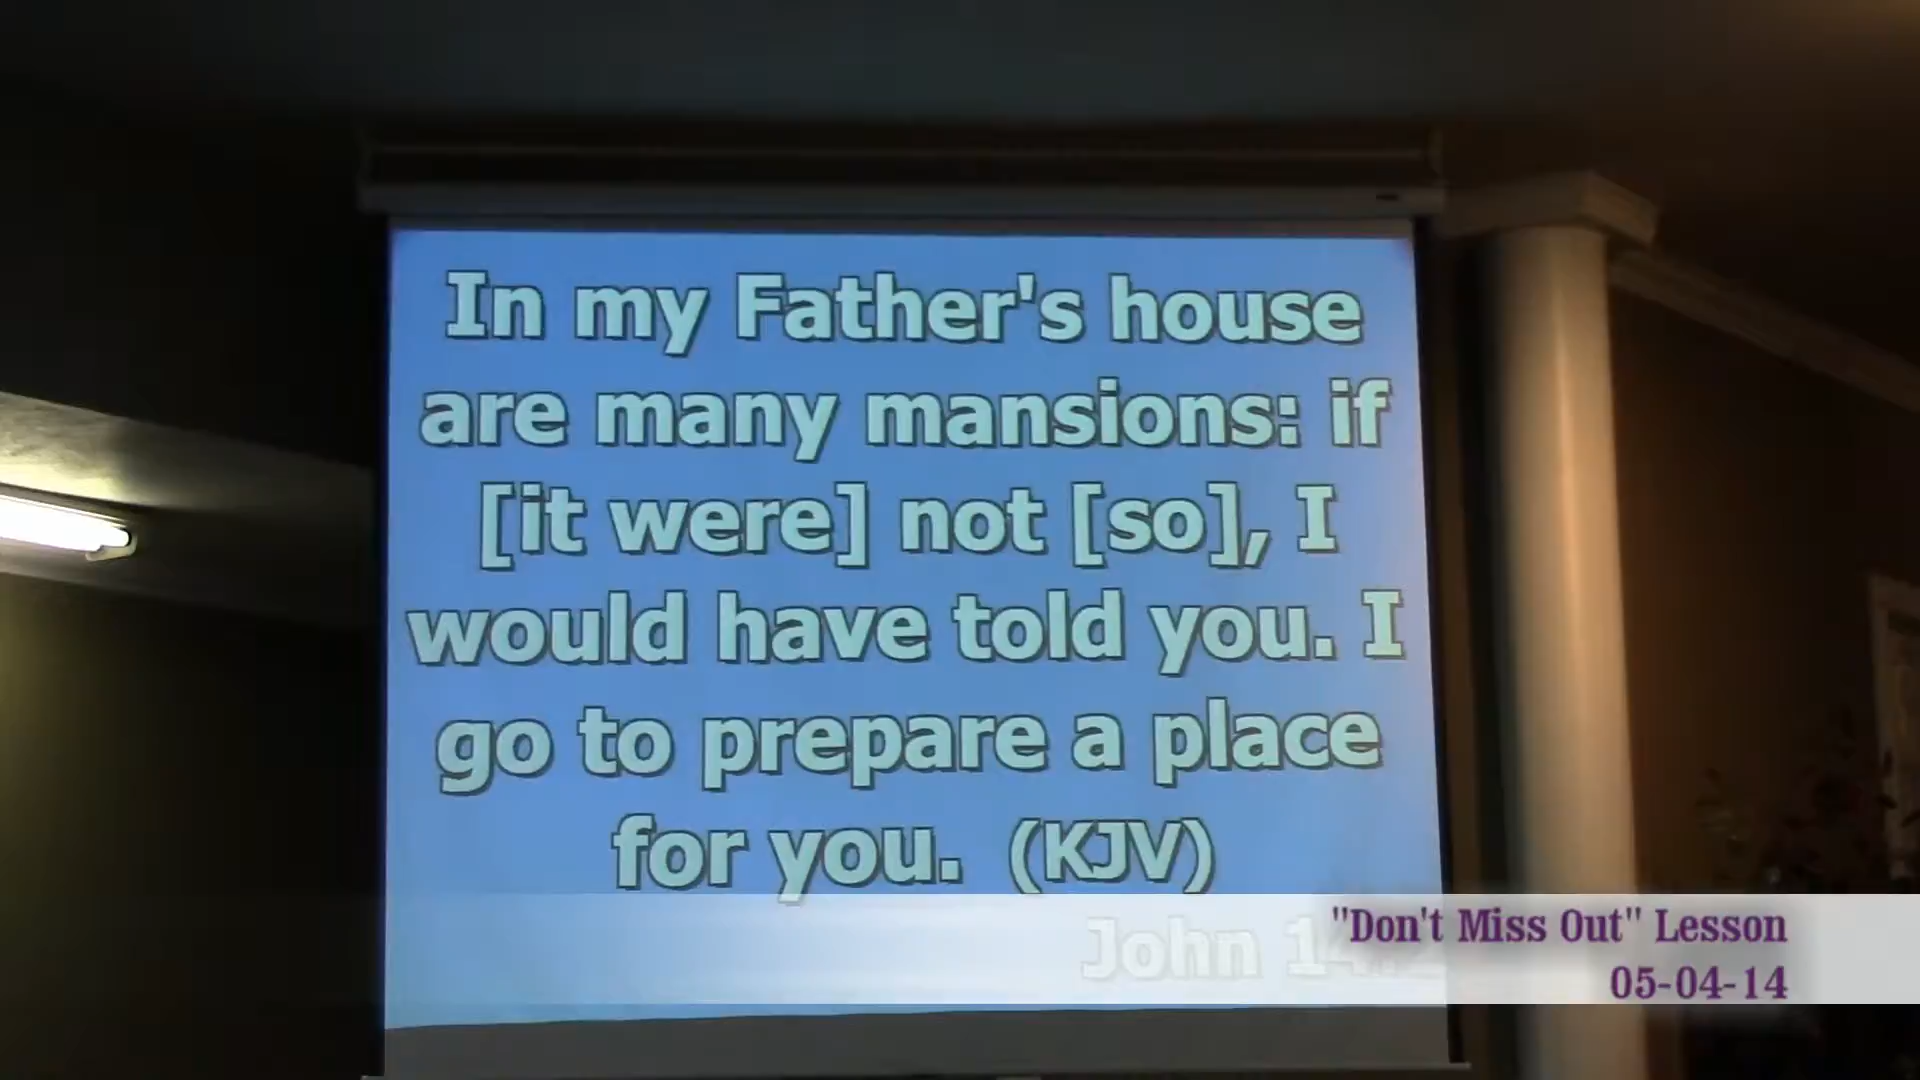 In my Father's house
are many mansions: if
[it were] not [so], I
would have told you. I
go to prepare a place
for you. (KJV)
John 14:
"Don't Miss Out" Lesson
05-04-14